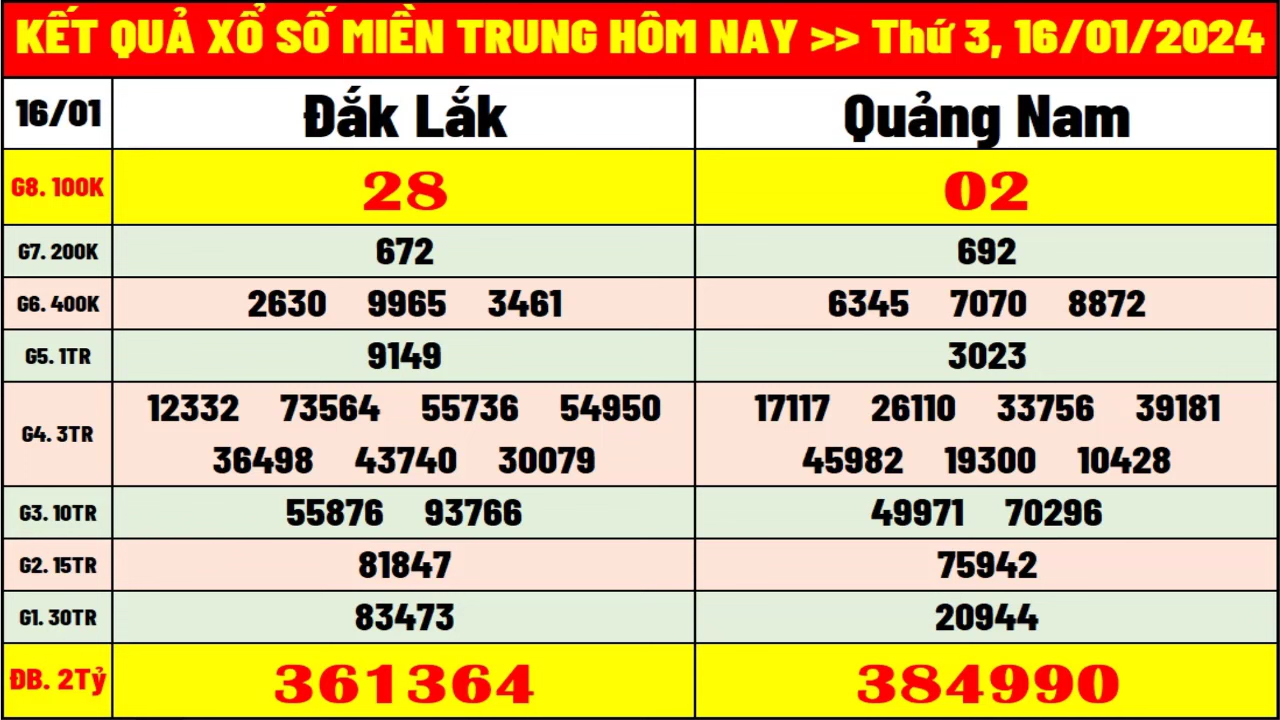 KẾT QUẢ XỔ SỐ MIỀN TRUNG HÔM NAY >> Thứ 3, 16/01/2024
16/01 Đắk Lắk Quảng Nam
G8. 100K 28 02
G7. 200K 672 692
G6. 400K 2630 9965 3461 6345 7070 8872
G5. 1TR 9149 3023
G4. 3TR 12332 73564 55736 54950 17117 26110 33756 39181
36498 43740 30079 45982 19300 10428
G3. 10TR 55876 93766 49971 70296
G2. 15TR 81847 75942
G1. 30TR 83473 20944
ĐB. 2Tỷ 361364 384990